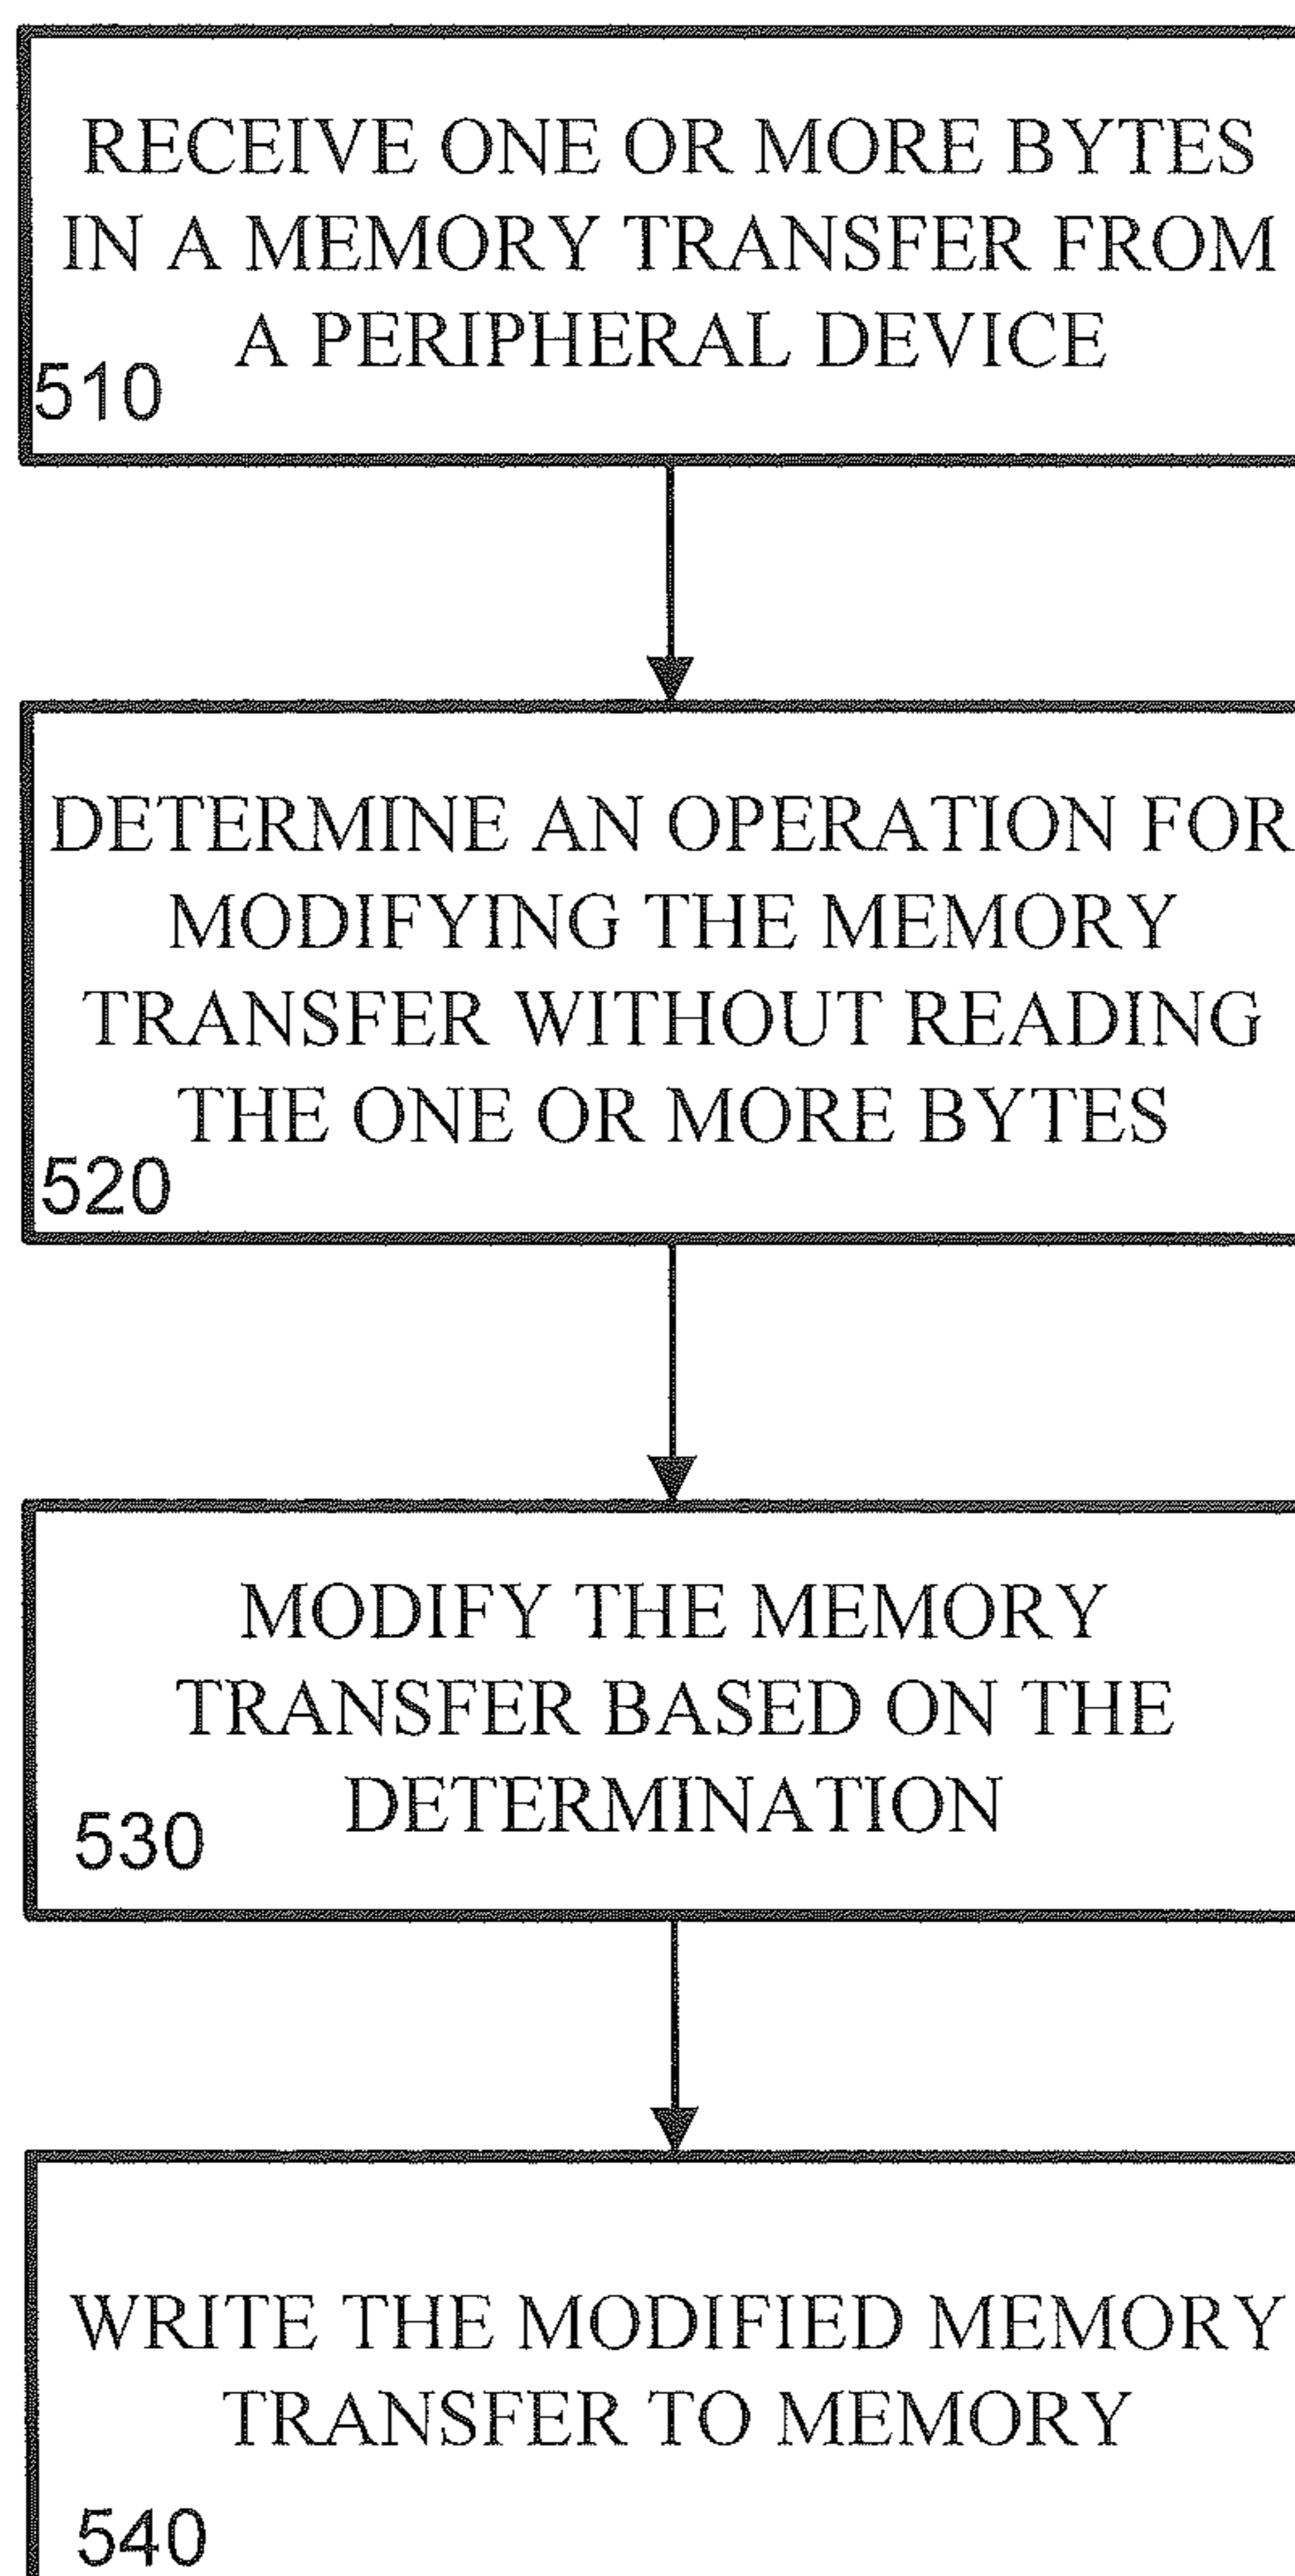 RECEIVE ONE OR MORE BYTES
IN A MEMORY TRANSFER FROM
A PERIPHERAL DEVICE
510
DETERMINE AN OPERATION FOR
MODIFYING THE MEMORY
TRANSFER WITHOUT READING
THE ONE OR MORE BYTES
520
MODIFY THE MEMORY
TRANSFER BASED ON THE
DETERMINATION
530
WRITE THE MODIFIED MEMORY
TRANSFER TO MEMORY
540